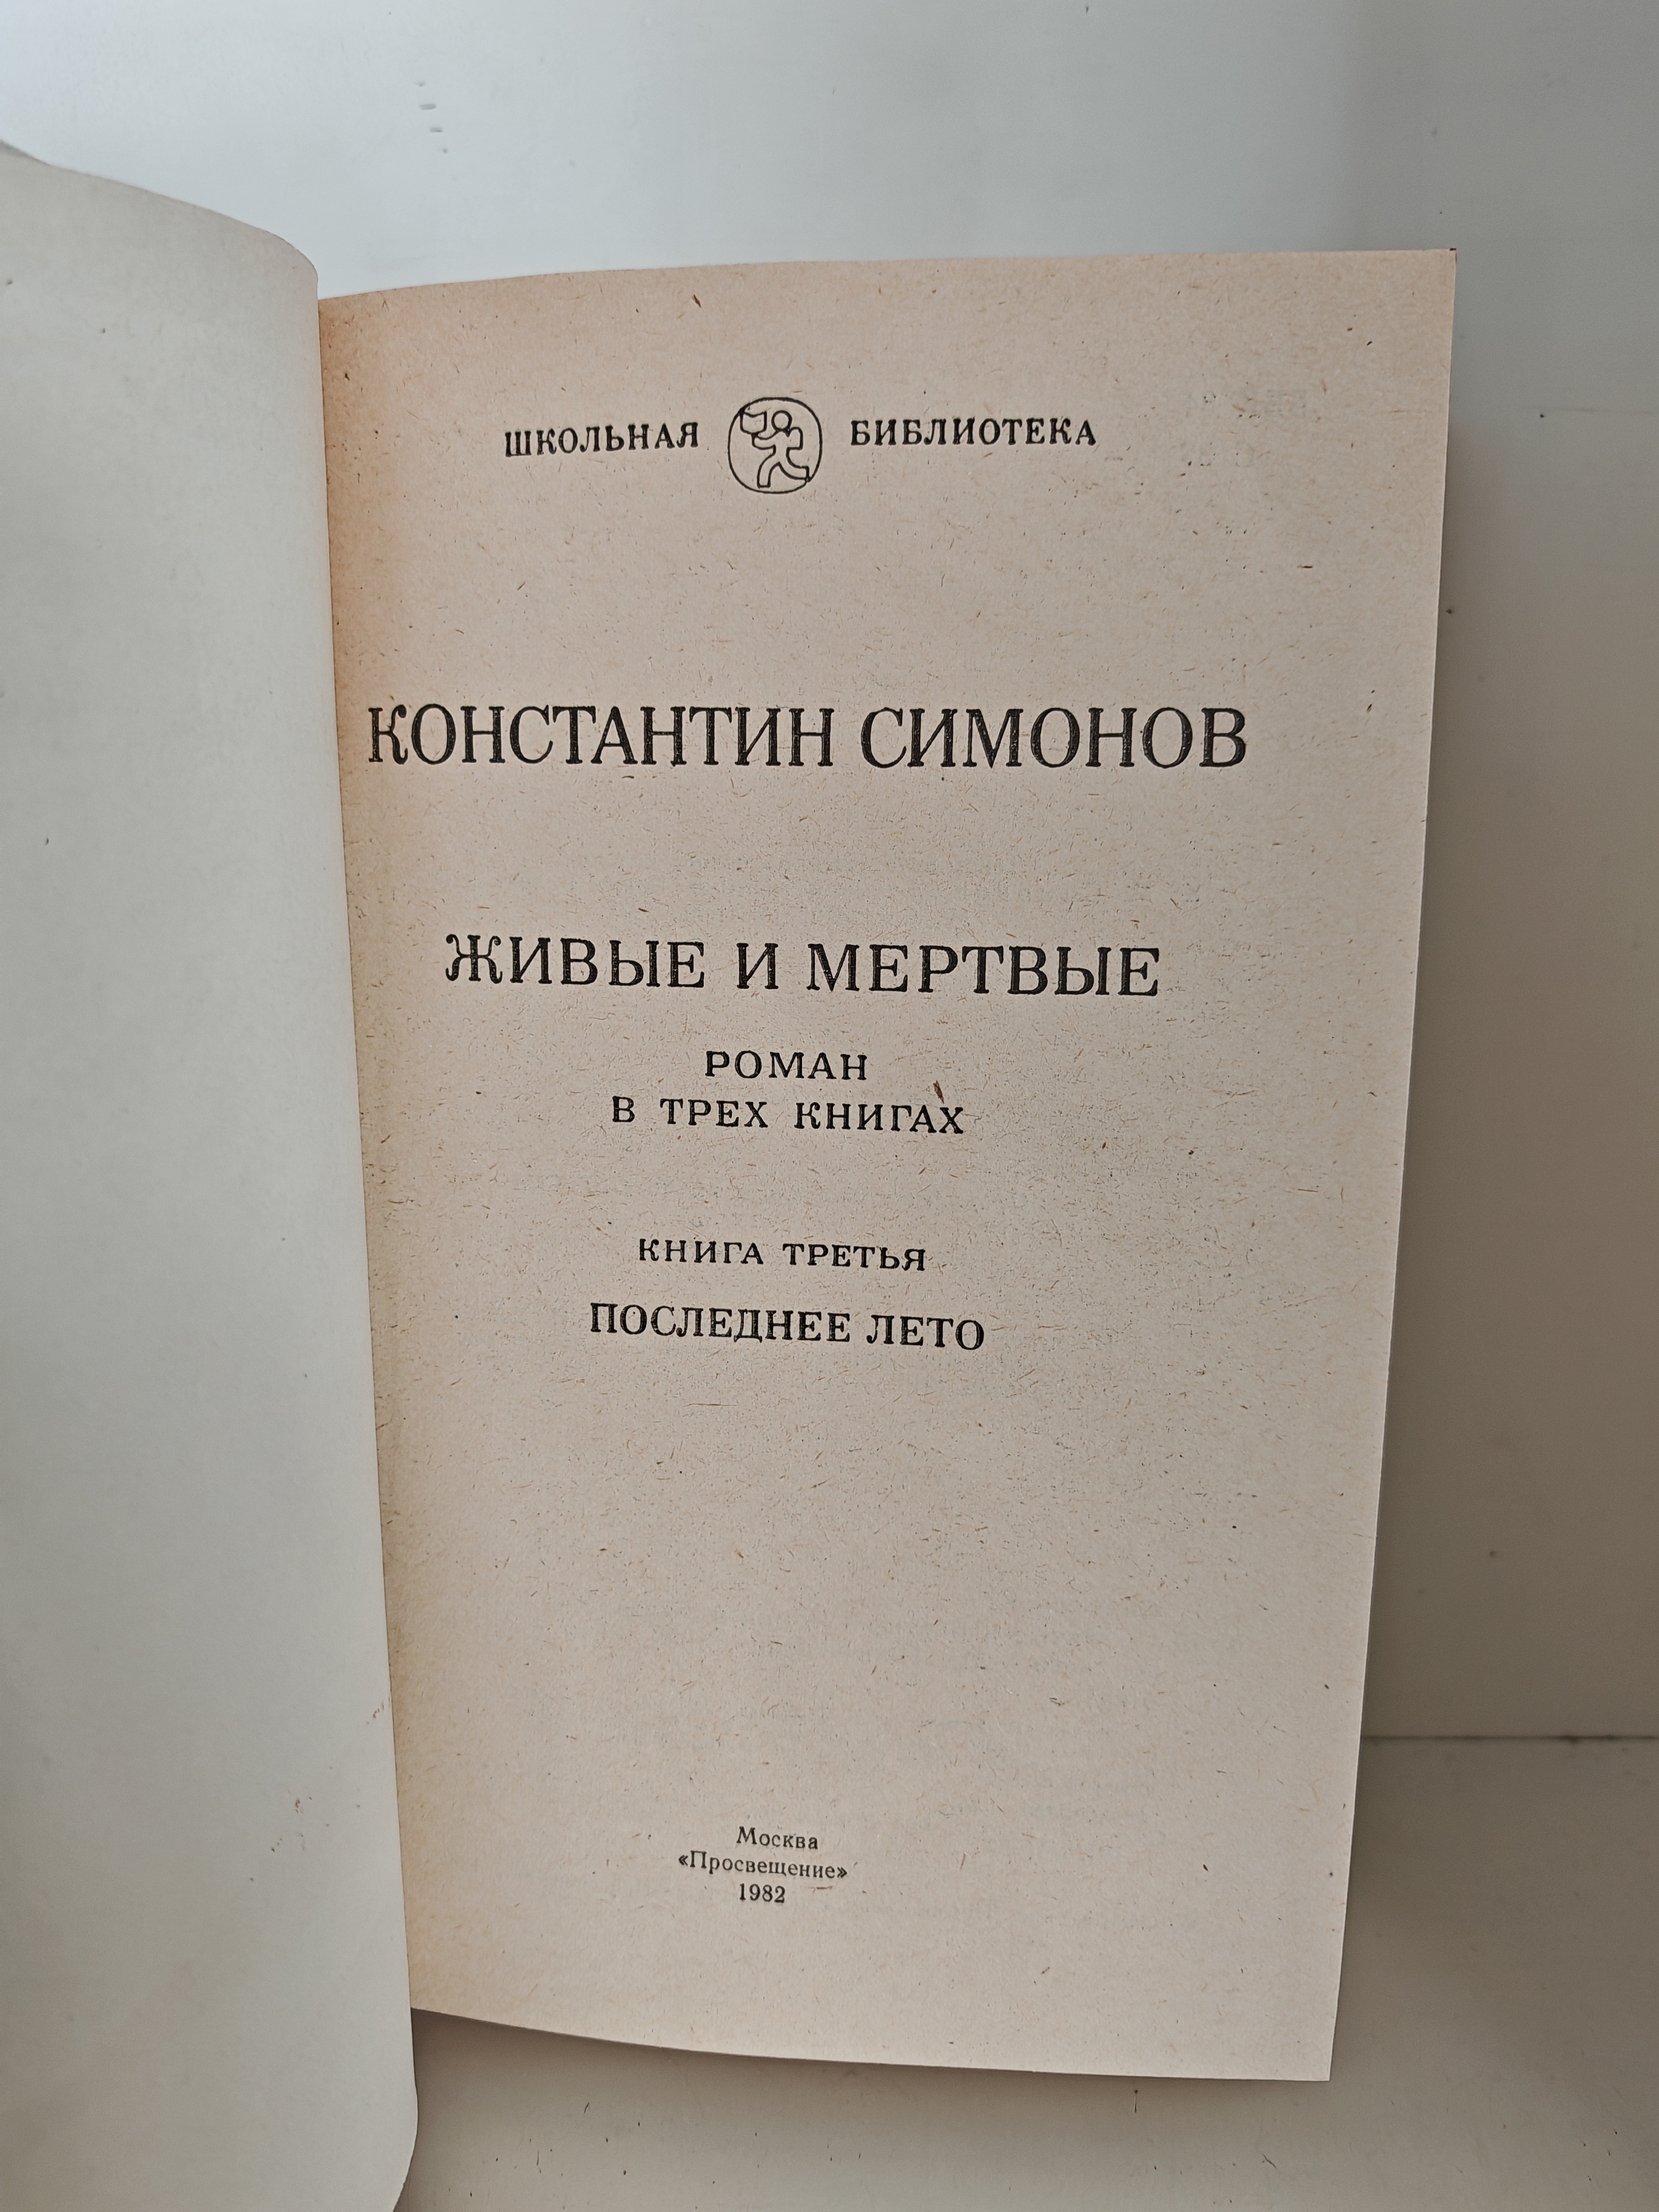 ШКОЛЬНАЯ БИБЛИОТЕКА
КОНСТАНТИН СИМОНОВ
ЖИВЫЕ И МЕРТВЫЕ
РОМАН
В ТРЕХ КНИГАХ
КНИГА ТРЕТЬЯ
ПОСЛЕДНЕЕ ЛЕТО
Москва
«Просвещение»
1982